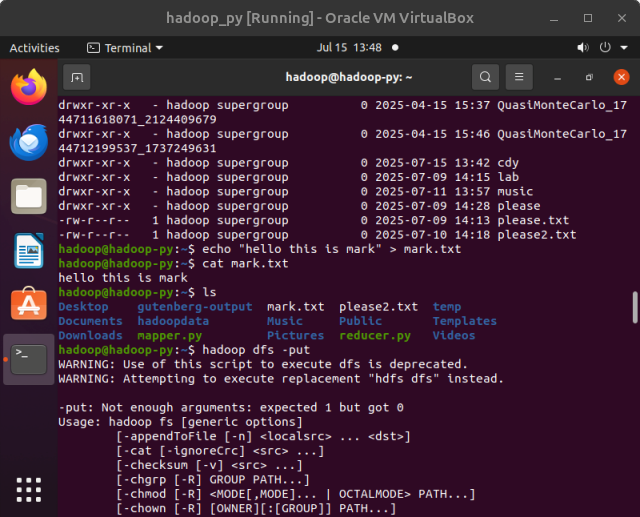 hadoop_py [Running] - Oracle VM VirtualBox
Activities Terminal Jul 15 13:48
hadoop@hadoop-py: ~
drwxr-xr-x   - hadoop supergroup          0 2025-04-15 15:37 QuasiMonteCarlo_17
44711618071_2124409679
drwxr-xr-x   - hadoop supergroup          0 2025-04-15 15:46 QuasiMonteCarlo_17
44712199537_1737249631
drwxr-xr-x   - hadoop supergroup          0 2025-07-15 13:42 cdy
drwxr-xr-x   - hadoop supergroup          0 2025-07-09 14:15 lab
drwxr-xr-x   - hadoop supergroup          0 2025-07-11 13:57 music
drwxr-xr-x   - hadoop supergroup          0 2025-07-09 14:28 please
-rw-r--r--   1 hadoop supergroup          0 2025-07-09 14:13 please.txt
-rw-r--r--   1 hadoop supergroup          0 2025-07-10 14:18 please2.txt
hadoop@hadoop-py:~$ echo "hello this is mark" > mark.txt
hadoop@hadoop-py:~$ cat mark.txt
hello this is mark
hadoop@hadoop-py:~$ ls
Desktop    gutenberg-output  mark.txt  please2.txt  temp
Documents  hadoopdata        Music     Public       Templates
Downloads  mapper.py         Pictures  reducer.py   Videos
hadoop@hadoop-py:~$ hadoop dfs -put
WARNING: Use of this script to execute dfs is deprecated.
WARNING: Attempting to execute replacement "hdfs dfs" instead.
-put: Not enough arguments: expected 1 but got 0
Usage: hadoop fs [generic options]
[-appendToFile [-n] <localsrc> ... <dst>]
[-cat [-ignoreCrc] <src> ...]
[-checksum [-v] <src> ...]
[-chgrp [-R] GROUP PATH...]
[-chmod [-R] <MODE[,MODE]... | OCTALMODE> PATH...]
[-chown [-R] [OWNER][:[GROUP]] PATH...]